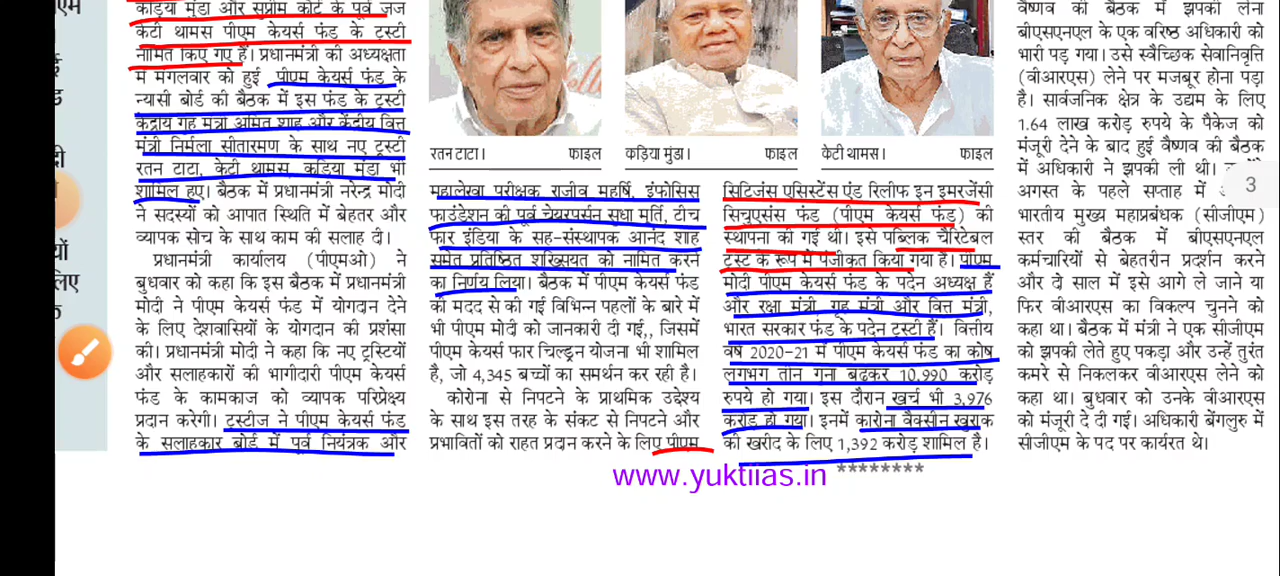 कड़िया मुंडा और सुप्रीम कोर्ट के पूर्व जज
केटी थामस पीएम केयर्स फंड के ट्रस्टी
नामित किए गए हैं। प्रधानमंत्री की अध्यक्षता
में मंगलवार को हुई पीएम केयर्स फंड के
न्यासी बोर्ड की बैठक में इस फंड के ट्रस्टी
केंद्रीय गृह मंत्री अमित शाह और केंद्रीय वित्त
मंत्री निर्मला सीतारमण के साथ नए ट्रस्टी
रतन टाटा, केटी थामस, कड़िया मुंडा भी
शामिल हुए। बैठक में प्रधानमंत्री नरेन्द्र मोदी
ने सदस्यों को आपात स्थिति में बेहतर और
व्यापक सोच के साथ काम की सलाह दी।
प्रधानमंत्री कार्यालय (पीएमओ) ने
बुधवार को कहा कि इस बैठक में प्रधानमंत्री
मोदी ने पीएम केयर्स फंड में योगदान देने
के लिए देशवासियों के योगदान की प्रशंसा
की। प्रधानमंत्री मोदी ने कहा कि नए ट्रस्टियों
और सलाहकारों की भागीदारी पीएम केयर्स
फंड के कामकाज को व्यापक परिप्रेक्ष्य
प्रदान करेगी। ट्रस्टीज ने पीएम केयर्स फंड
के सलाहकार बोर्ड में पूर्व नियंत्रक और
रतन टाटा। फाइल
कड़िया मुंडा। फाइल
केटी थामस। फाइल
महालेखा परीक्षक राजीव महर्षि, इंफोसिस
फाउंडेशन की पूर्व चेयरपर्सन सुधा मूर्ति, टीच
फार इंडिया के सह-संस्थापक आनंद शाह
समेत प्रतिष्ठित शख्सियत को नामित करने
का निर्णय लिया। बैठक में पीएम केयर्स फंड
की मदद से की गई विभिन्न पहलों के बारे में
भी पीएम मोदी को जानकारी दी गई,, जिसमें
पीएम केयर्स फार चिल्ड्रन योजना भी शामिल
है, जो 4,345 बच्चों का समर्थन कर रही है।
कोरोना से निपटने के प्राथमिक उद्देश्य
के साथ इस तरह के संकट से निपटने और
प्रभावितों को राहत प्रदान करने के लिए पीएम
सिटिजंस एसिस्टेंस एंड रिलीफ इन इमरजेंसी
सिचुएसंस फंड (पीएम केयर्स फंड) की
स्थापना की गई थी। इसे पब्लिक चैरिटेबल
ट्रस्ट के रूप में पंजीकृत किया गया है। पीएम
मोदी पीएम केयर्स फंड के पदेन अध्यक्ष हैं
और रक्षा मंत्री, गृह मंत्री और वित्त मंत्री,
भारत सरकार फंड के पदेन ट्रस्टी हैं। वित्तीय
वर्ष 2020-21 में पीएम केयर्स फंड का कोष
लगभग तीन गुना बढ़कर 10,990 करोड़
रुपये हो गया। इस दौरान खर्च भी 3,976
करोड़ हो गया। इनमें कोरोना वैक्सीन खुराक
की खरीद के लिए 1,392 करोड़ शामिल है।
वैष्णव की बैठक में झपकी लेना
बीएसएनएल के एक वरिष्ठ अधिकारी को
भारी पड़ गया। उसे स्वैच्छिक सेवानिवृत्ति
(वीआरएस) लेने पर मजबूर होना पड़ा
है। सार्वजनिक क्षेत्र के उद्यम के लिए
1.64 लाख करोड़ रुपये के पैकेज को
मंजूरी देने के बाद हुई वैष्णव की बैठक
में अधिकारी ने झपकी ली थी।
अगस्त के पहले सप्ताह में
भारतीय मुख्य महाप्रबंधक (सीजीएम)
स्तर की बैठक में बीएसएनएल
कर्मचारियों से बेहतरीन प्रदर्शन करने
और दो साल में इसे आगे ले जाने या
फिर वीआरएस का विकल्प चुनने को
कहा था। बैठक में मंत्री ने एक सीजीएम
को झपकी लेते हुए पकड़ा और उन्हें तुरंत
कमरे से निकलकर वीआरएस लेने को
कहा था। बुधवार को उनके वीआरएस
को मंजूरी दे दी गई। अधिकारी बेंगलुरु में
सीजीएम के पद पर कार्यरत थे।
3
www.yuktiias.in ********